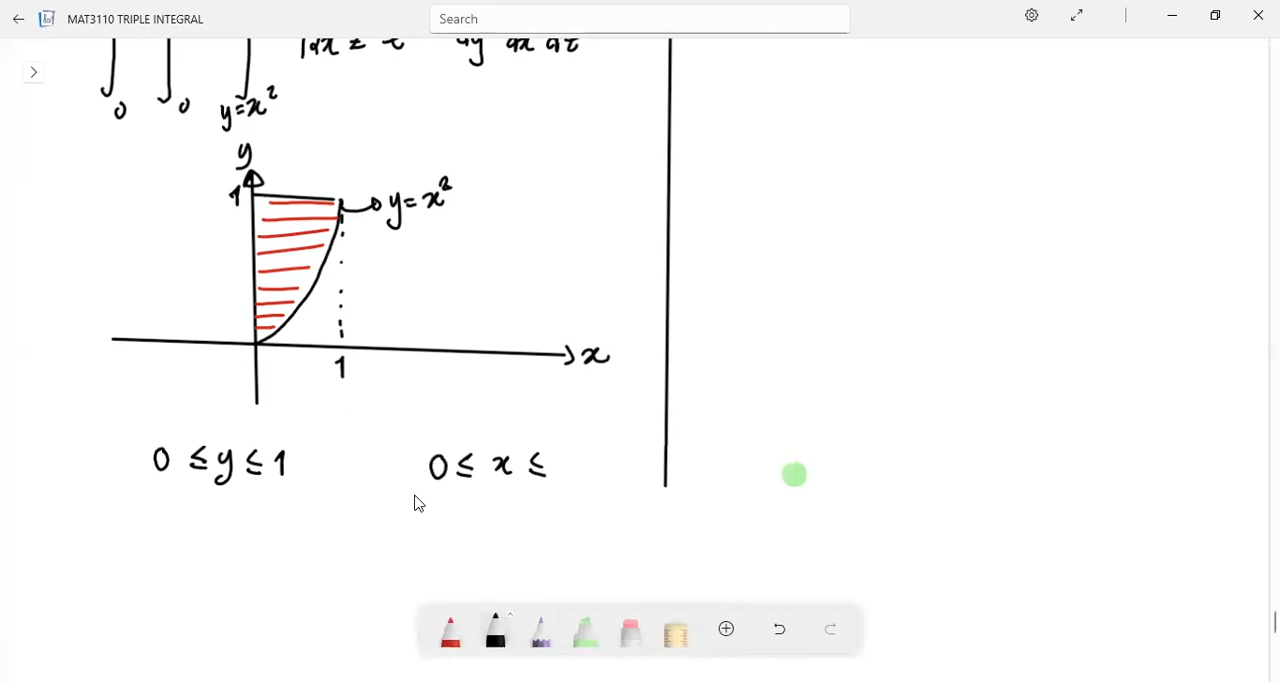 MAT3110 TRIPLE INTEGRAL
Search
0 0 y=x²
y
1
y=x²
x
1
0 ≤ y ≤ 1 0 ≤ x ≤